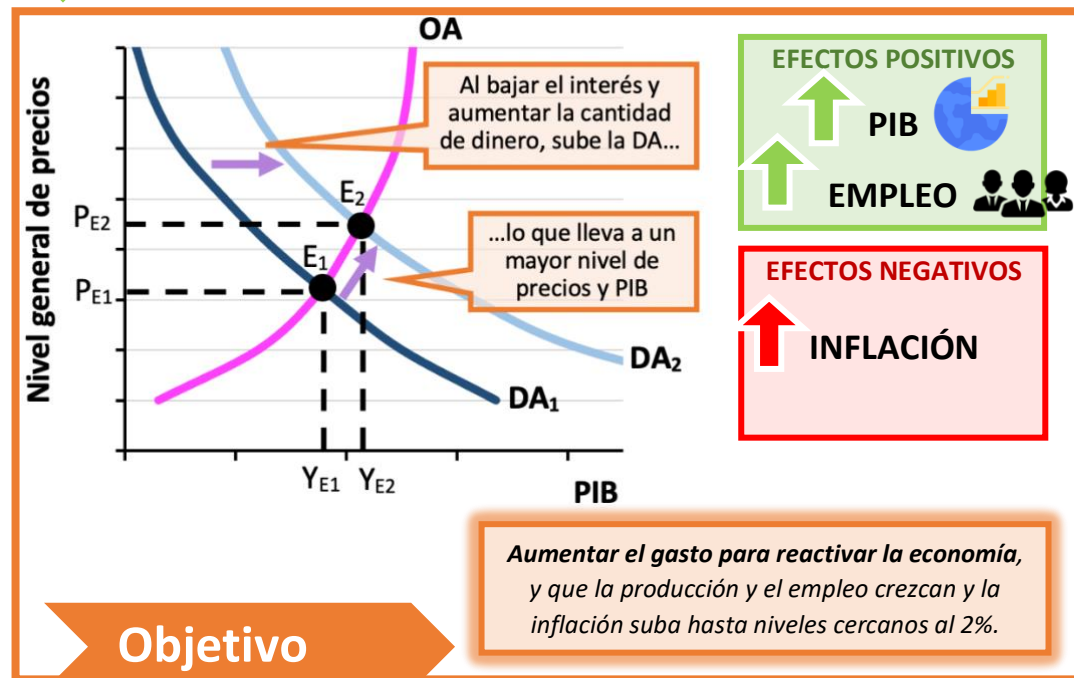 OA
Nivel general de precios
Al bajar el interés y
aumentar la cantidad
de dinero, sube la DA...
E2
PE2
...lo que lleva a un
mayor nivel de
precios y PIB
E1
PE1
DA2
DA1
YE1
YE2
PIB
EFECTOS POSITIVOS
PIB
EMPLEO
EFECTOS NEGATIVOS
INFLACIÓN
Aumentar el gasto para reactivar la economía,
y que la producción y el empleo crezcan y la
inflación suba hasta niveles cercanos al 2%.
Objetivo